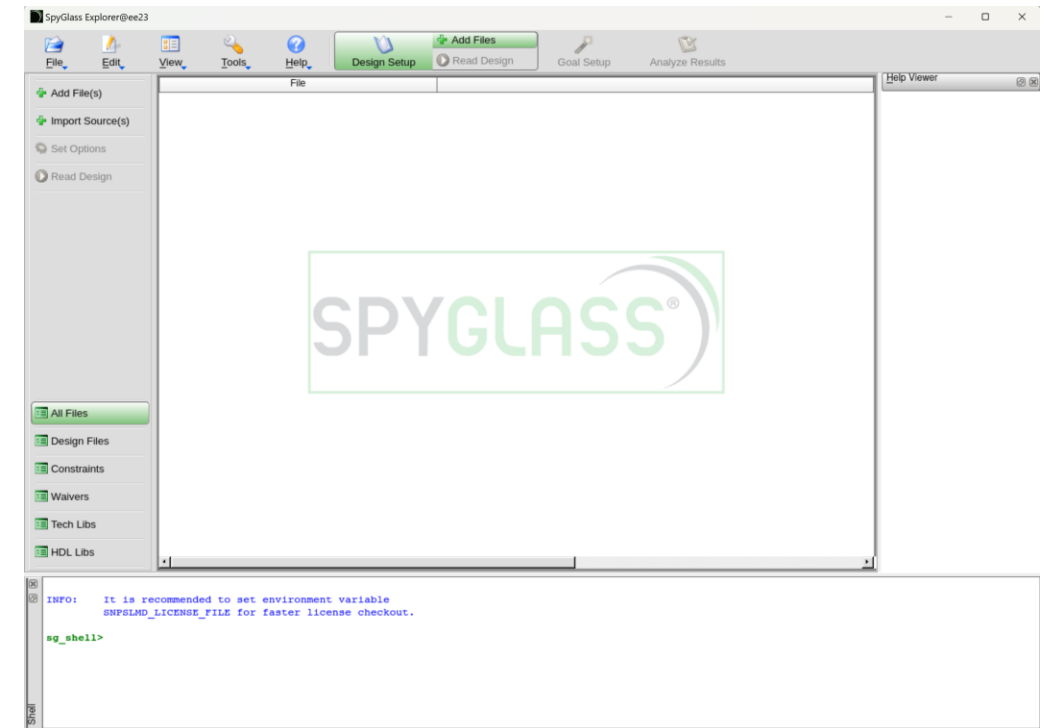 SpyGlass Explorer@ee23
File
Edit
View
Tools
Help
Design Setup
Add Files
Read Design
Goal Setup
Analyze Results
Add File(s)
Import Source(s)
Set Options
Read Design
File
Help Viewer
SPYGLASS®
All Files
Design Files
Constraints
Waivers
Tech Libs
HDL Libs
INFO: It is recommended to set environment variable
SNPSLMD_LICENSE_FILE for faster license checkout.
sg_shell>
Shell